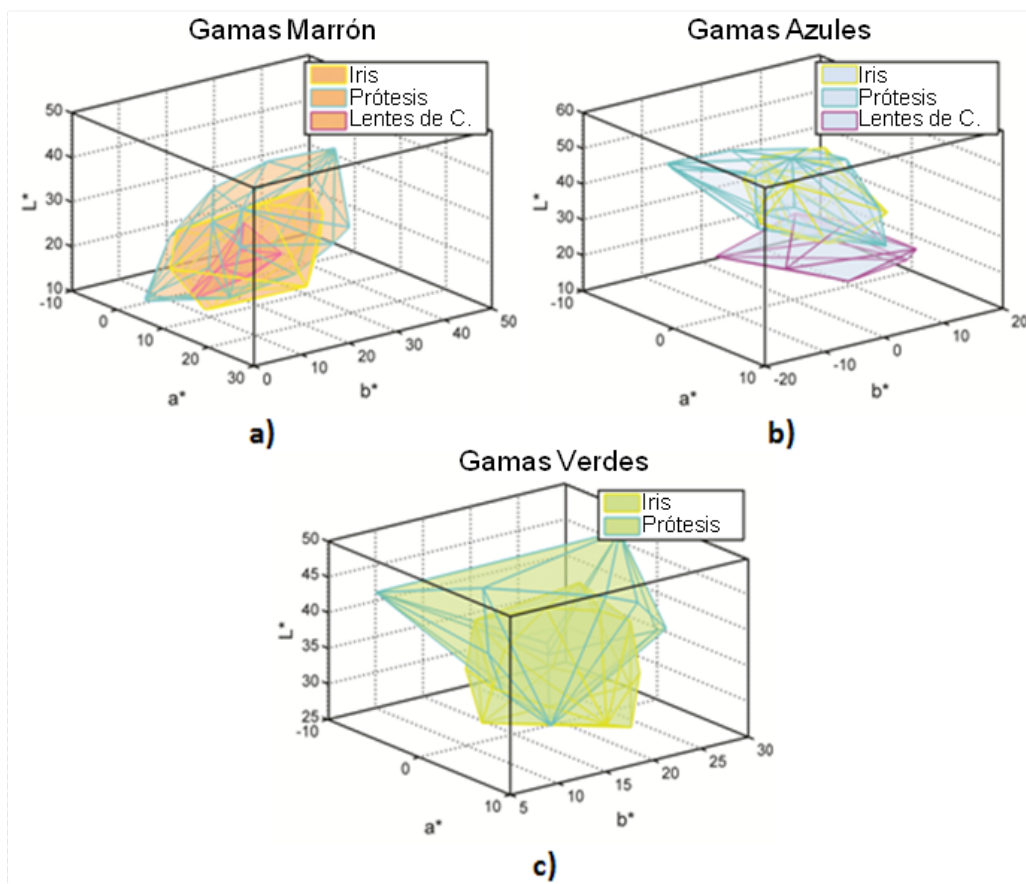 Gamas Marrón
Iris
Prótesis
Lentes de C.
50
40
30
20
10
L*
-10
0
10
20
30
a*
0
10
20
30
40
50
b*
a)
Gamas Azules
Iris
Prótesis
Lentes de C.
60
50
40
30
20
10
L*
-10
0
10
a*
-20
-10
0
10
20
b*
b)
Gamas Verdes
Iris
Prótesis
50
45
40
35
30
25
L*
-10
0
10
a*
5
10
15
20
25
30
b*
c)